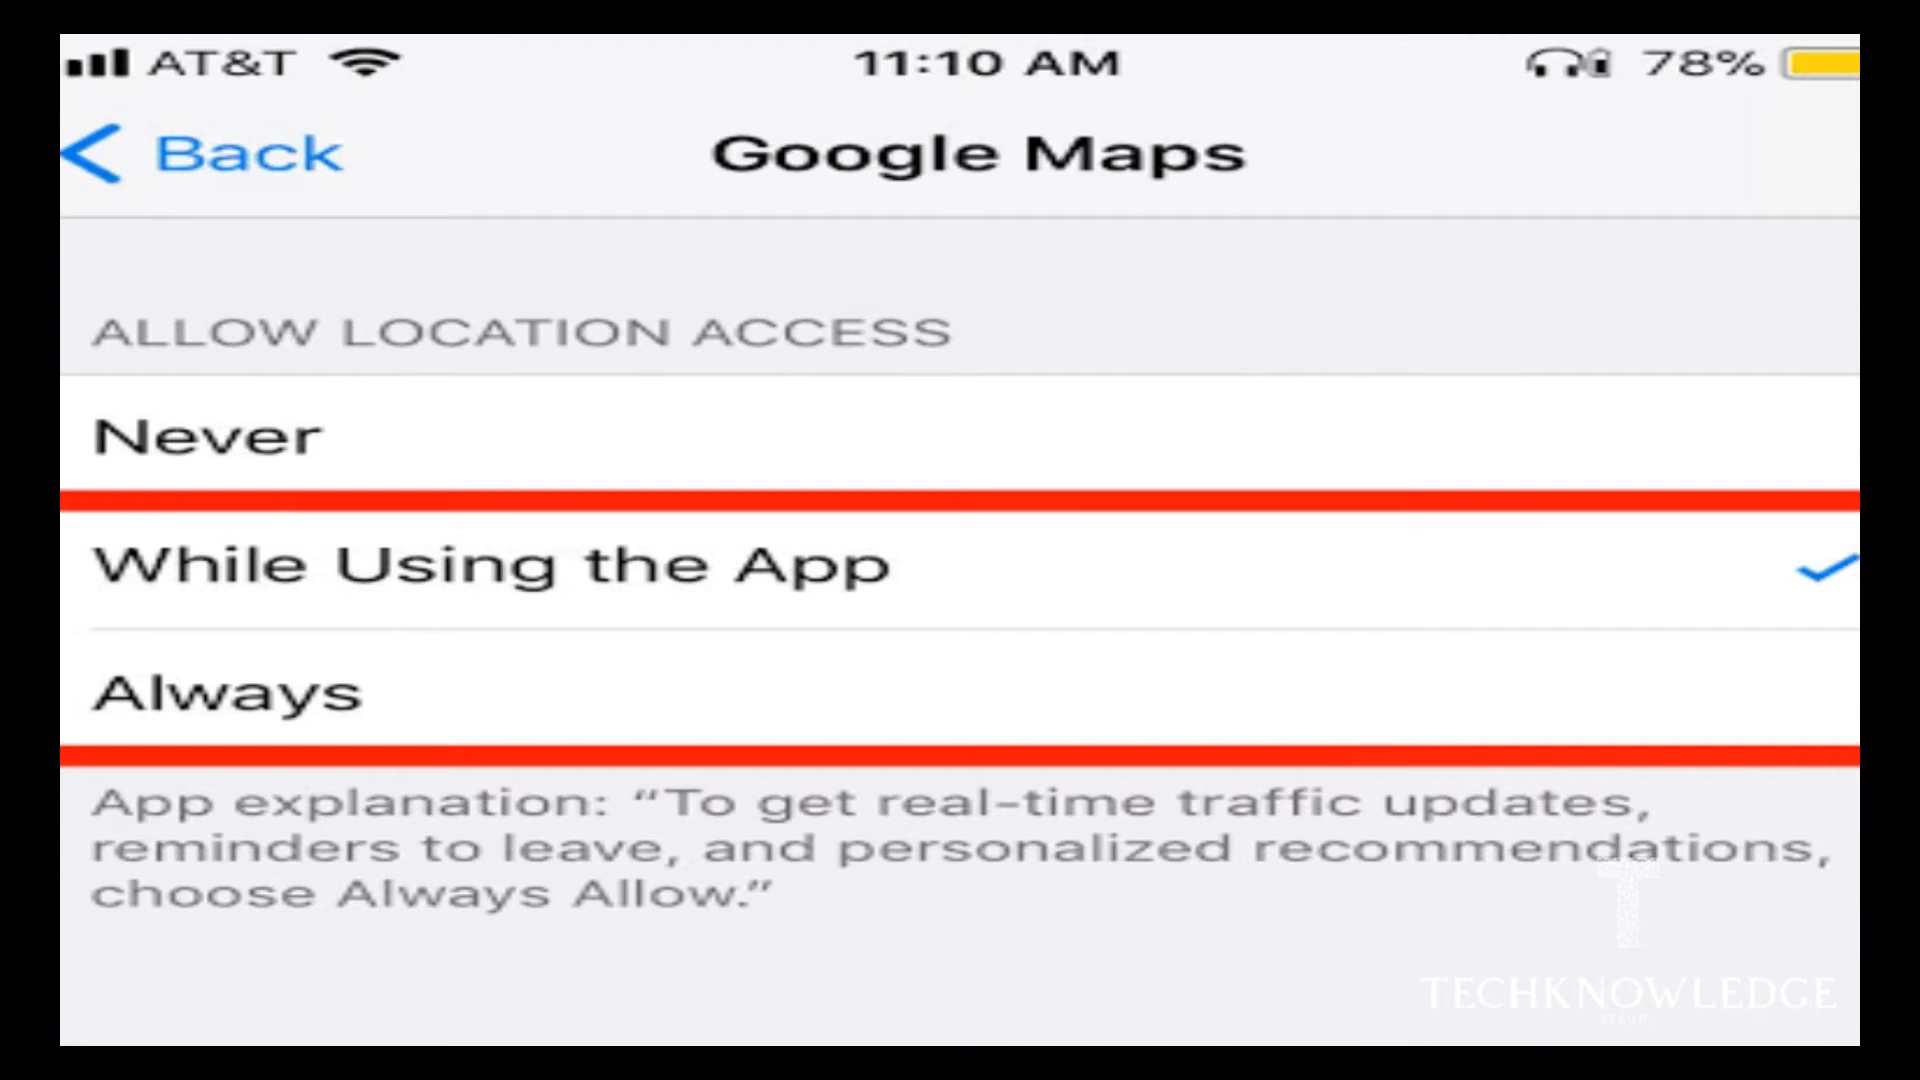 AT&T 11:10 AM 78%
Back Google Maps
ALLOW LOCATION ACCESS
Never
While Using the App
Always
App explanation: “To get real-time traffic updates,
reminders to leave, and personalized recommendations,
choose Always Allow.”
T
TECHKNOWLEDGE